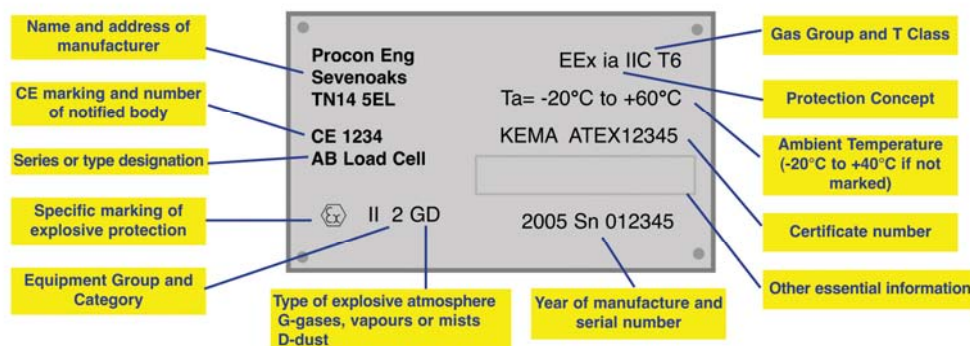 Name and address of
manufacturer
CE marking and number
of notified body
Series or type designation
Specific marking of
explosive protection
Equipment Group and
Category
Procon Eng
Sevenoaks
TN14 5EL
CE 1234
AB Load Cell
Ex II 2 GD
EEx ia IIC T6
Ta= -20°C to +60°C
KEMA ATEX12345
2005 Sn 012345
Type of explosive atmosphere
G-gases, vapours or mists
D-dust
Year of manufacture and
serial number
Gas Group and T Class
Protection Concept
Ambient Temperature
(-20°C to +40°C if not
marked)
Certificate number
Other essential information